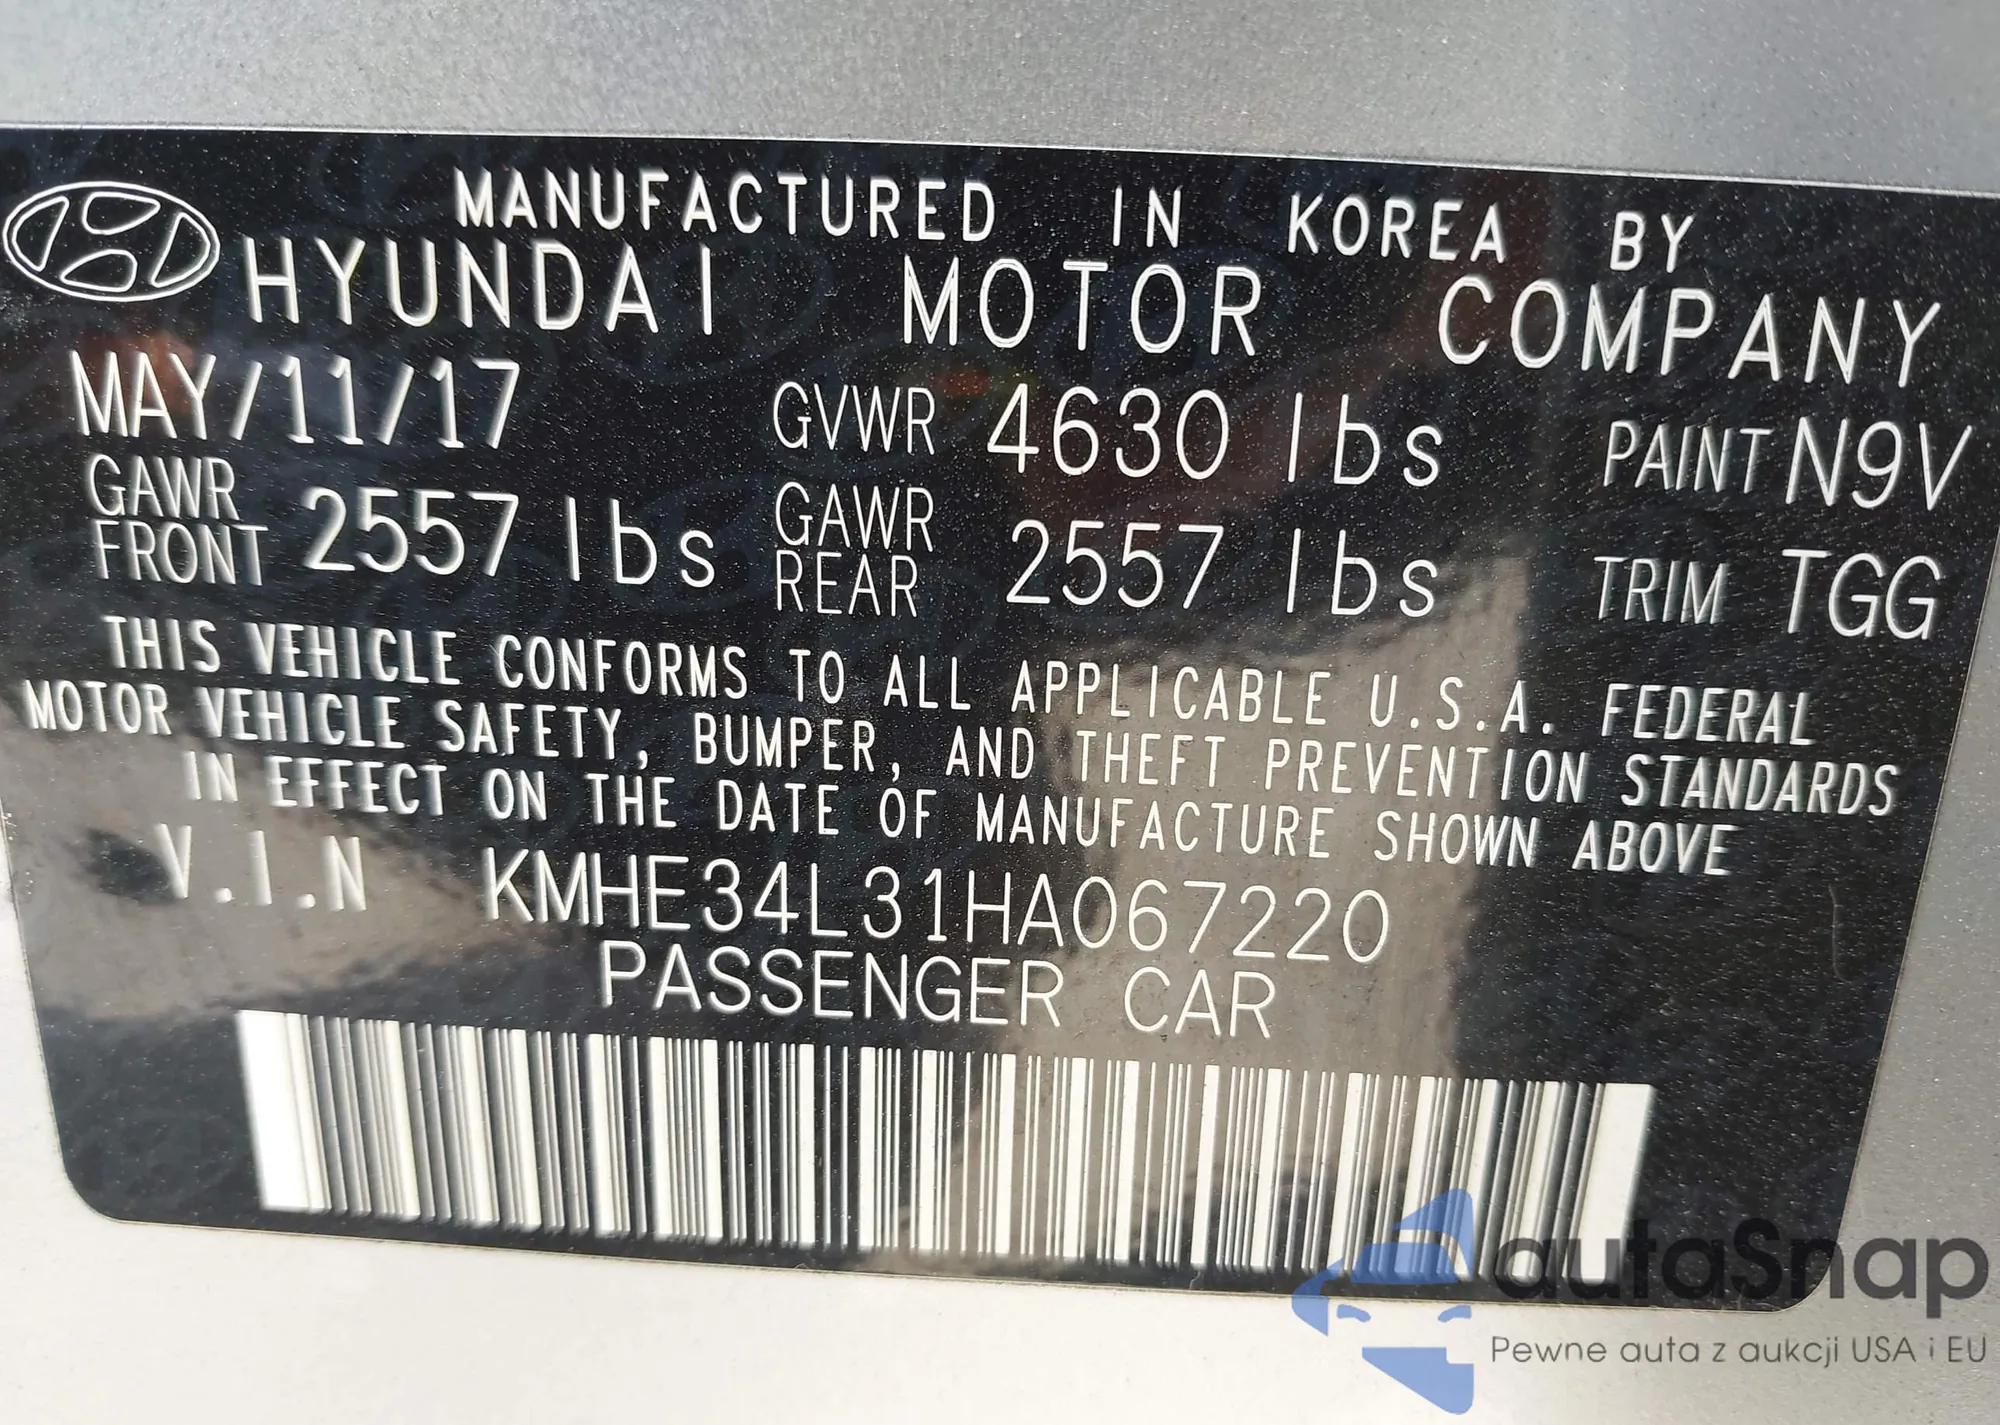 MANUFACTURED IN KOREA BY
HYUNDAI MOTOR COMPANY
MAY/11/17 GVWR 4630 lbs PAINT N9V
GAWR FRONT 2557 lbs GAWR REAR 2557 lbs TRIM TGG
THIS VEHICLE CONFORMS TO ALL APPLICABLE U.S.A. FEDERAL
MOTOR VEHICLE SAFETY, BUMPER, AND THEFT PREVENTION STANDARDS
IN EFFECT ON THE DATE OF MANUFACTURE SHOWN ABOVE
V.I.N KMHE34L31HA067220
PASSENGER CAR
autaSnap
Pewne auta z aukcji USA i EU